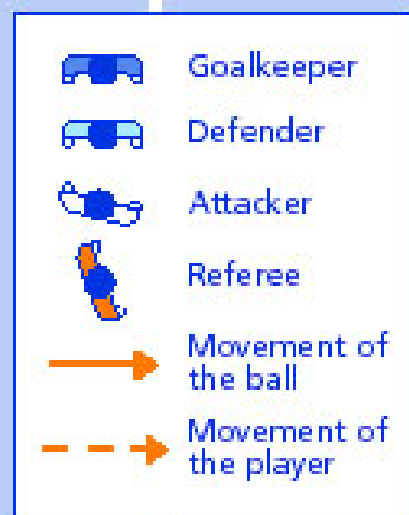 Goalkeeper
Defender
Attacker
Referee
Movement of
the ball
Movement of
the player